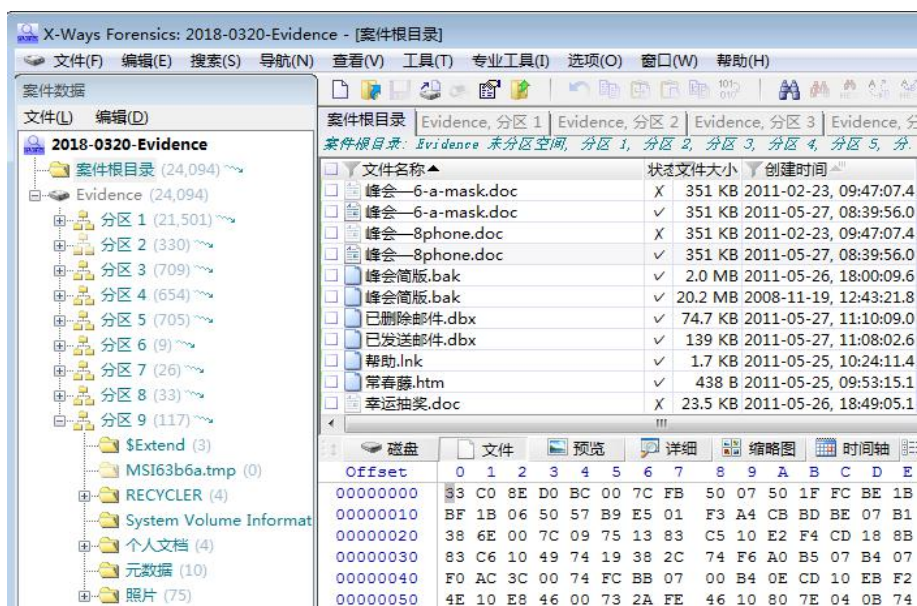 X-Ways Forensics: 2018-0320-Evidence - [案件根目录]
文件(F) 编辑(E) 搜索(S) 导航(N) 查看(V) 工具(T) 专业工具(I) 选项(O) 窗口(W) 帮助(H)
案件数据
文件(L) 编辑(D)
2018-0320-Evidence
案件根目录 (24,094)
Evidence (24,094)
分区 1 (21,501)
分区 2 (330)
分区 3 (709)
分区 4 (654)
分区 5 (705)
分区 6 (9)
分区 7 (26)
分区 8 (33)
分区 9 (117)
$Extend (3)
MSI63b6a.tmp (0)
RECYCLER (4)
System Volume Informat
个人文档 (4)
元数据 (10)
照片 (75)
案件根目录 Evidence, 分区 1 Evidence, 分区 2 Evidence, 分区 3 Evidence, 分
案件根目录: Evidence 未分区空间, 分区 1, 分区 2, 分区 3, 分区 4, 分区 5, 分.
文件名称 状态 文件大小 创建时间
峰会—6-a-mask.doc X 351 KB 2011-02-23, 09:47:07.4
峰会—6-a-mask.doc ✓ 351 KB 2011-05-27, 08:39:56.0
峰会—8phone.doc X 351 KB 2011-02-23, 09:47:07.4
峰会—8phone.doc ✓ 351 KB 2011-05-27, 08:39:56.0
峰会简版.bak ✓ 2.0 MB 2011-05-26, 18:00:09.6
峰会简版.bak ✓ 20.2 MB 2008-11-19, 12:43:21.8
已删除邮件.dbx ✓ 74.7 KB 2011-05-27, 11:10:09.0
已发送邮件.dbx ✓ 139 KB 2011-05-27, 11:08:02.6
帮助.lnk ✓ 1.7 KB 2011-05-25, 10:24:11.4
常春藤.htm ✓ 438 B 2011-05-25, 09:53:15.1
幸运抽奖.doc X 23.5 KB 2011-05-26, 18:49:05.1
磁盘 文件 预览 详细 缩略图 时间轴
Offset 0 1 2 3 4 5 6 7 8 9 A B C D E
00000000 33 C0 8E D0 BC 00 7C FB 50 07 50 1F FC BE 1B
00000010 BF 1B 06 50 57 B9 E5 01 F3 A4 CB BD BE 07 B1
00000020 38 6E 00 7C 09 75 13 83 C5 10 E2 F4 CD 18 8B
00000030 83 C6 10 49 74 19 38 2C 74 F6 A0 B5 07 B4 07
00000040 F0 AC 3C 00 74 FC BB 07 00 B4 0E CD 10 EB F2
00000050 4E 10 E8 46 00 73 2A FE 46 10 80 7E 04 0B 74